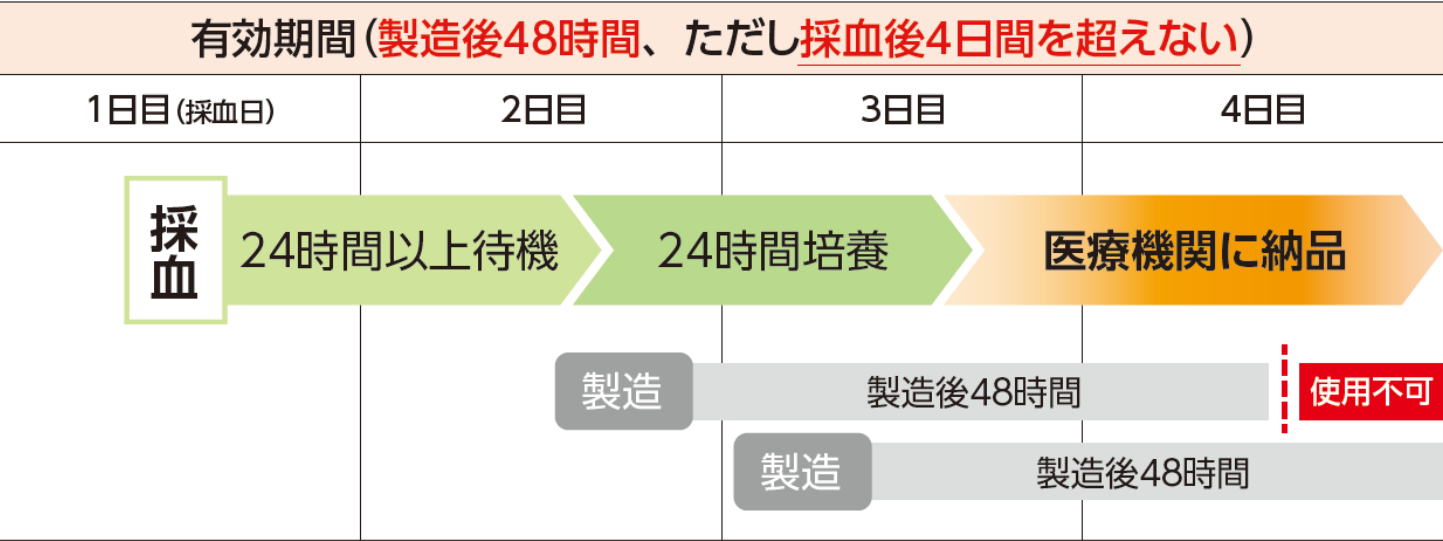 有効期間(製造後48時間、ただし採血後4日間を超えない)
1日目(採血日)
2日目
3日目
4日目
採血
24時間以上待機
24時間培養
医療機関に納品
製造
製造後48時間
使用不可
製造
製造後48時間